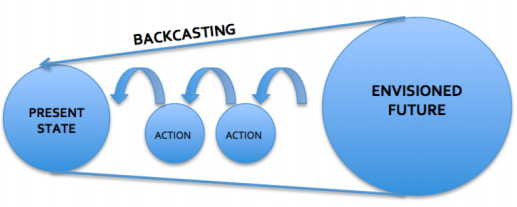 BACKCASTING
PRESENT
STATE
ACTION
ACTION
ENVISIONED
FUTURE